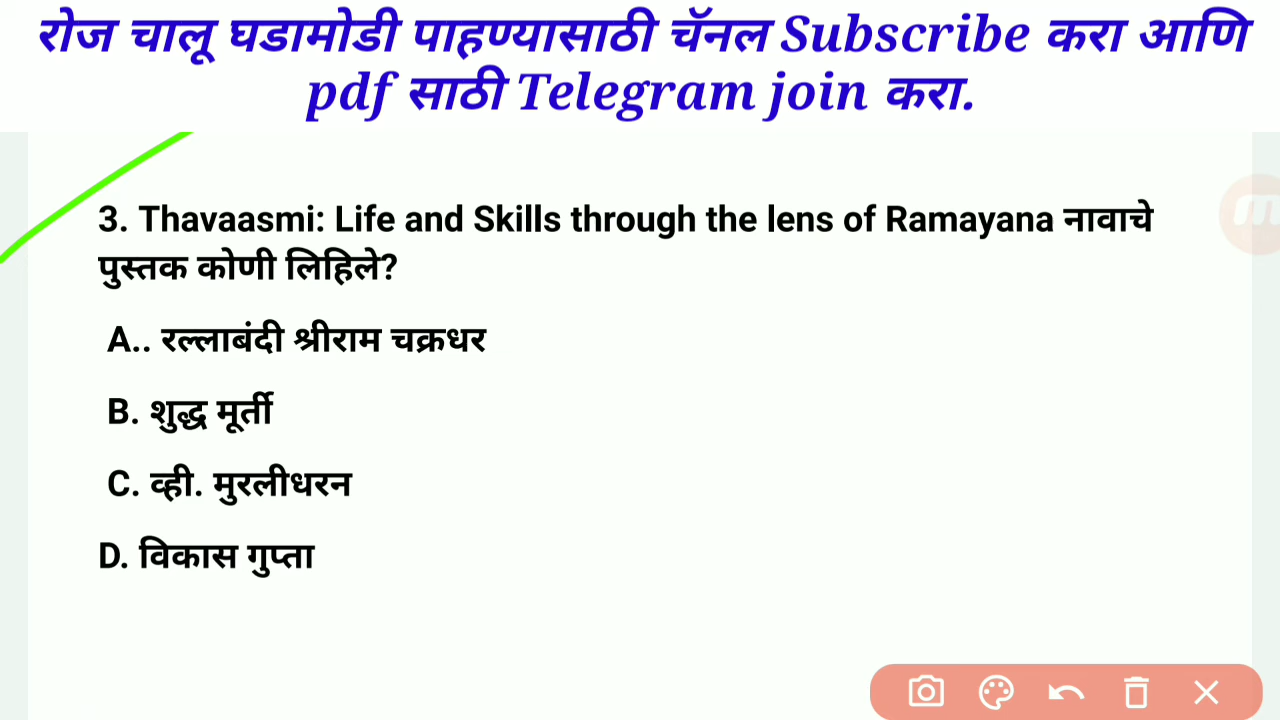 रोज चालू घडामोडी पाहण्यासाठी चॅनल Subscribe करा आणि
pdf साठी Telegram join करा.
3. Thavaasmi: Life and Skills through the lens of Ramayana नावाचे
पुस्तक कोणी लिहिले?
A.. रल्लाबंदी श्रीराम चक्रधर
B. शुद्ध मूर्ती
C. व्ही. मुरलीधरन
D. विकास गुप्ता